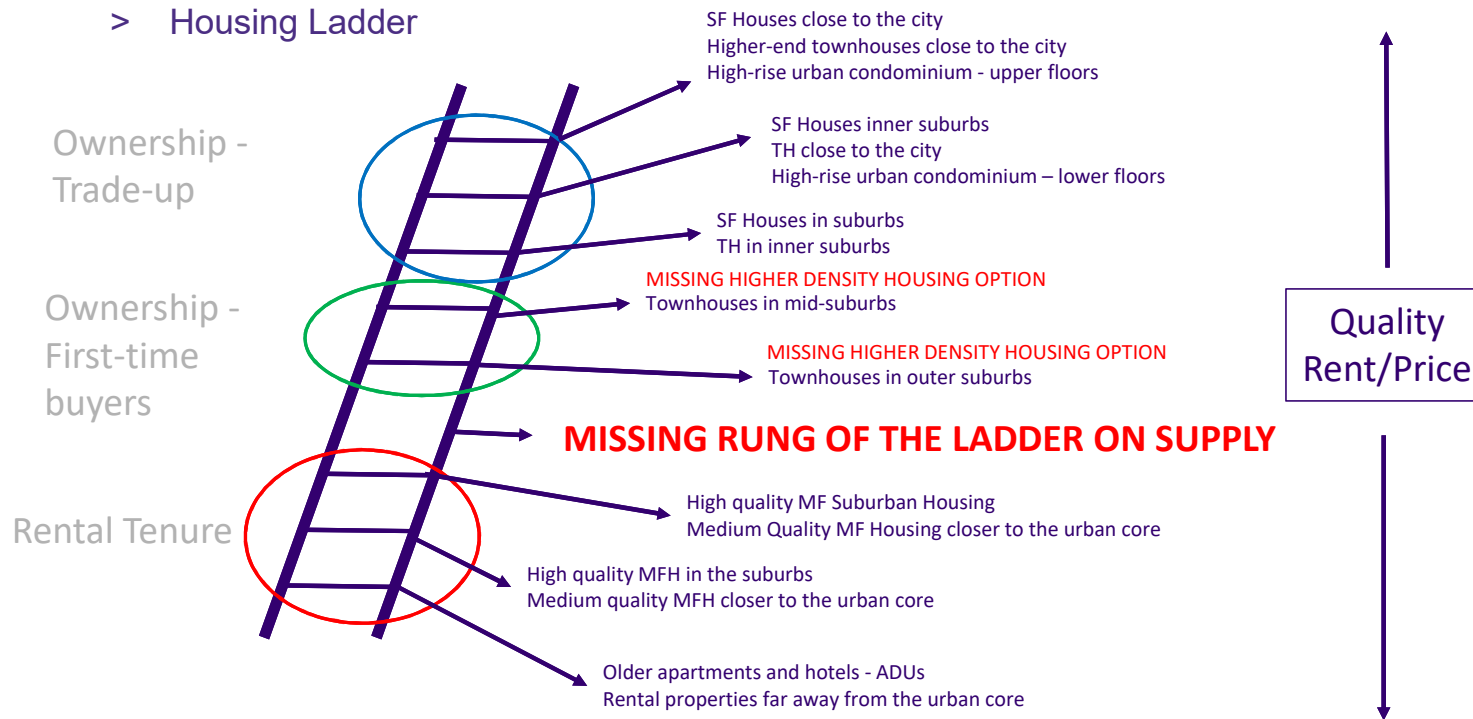 > Housing Ladder
SF Houses close to the city
Higher-end townhouses close to the city
High-rise urban condominium - upper floors
Ownership -
Trade-up
SF Houses inner suburbs
TH close to the city
High-rise urban condominium – lower floors
SF Houses in suburbs
TH in inner suburbs
Ownership -
First-time
buyers
MISSING HIGHER DENSITY HOUSING OPTION
Townhouses in mid-suburbs
MISSING HIGHER DENSITY HOUSING OPTION
Townhouses in outer suburbs
Quality
Rent/Price
MISSING RUNG OF THE LADDER ON SUPPLY
Rental Tenure
High quality MF Suburban Housing
Medium Quality MF Housing closer to the urban core
High quality MFH in the suburbs
Medium quality MFH closer to the urban core
Older apartments and hotels - ADUs
Rental properties far away from the urban core